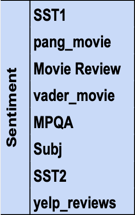 Sentiment
SST1
pang_movie
Movie Review
vader_movie
MPQA
Subj
SST2
yelp_reviews